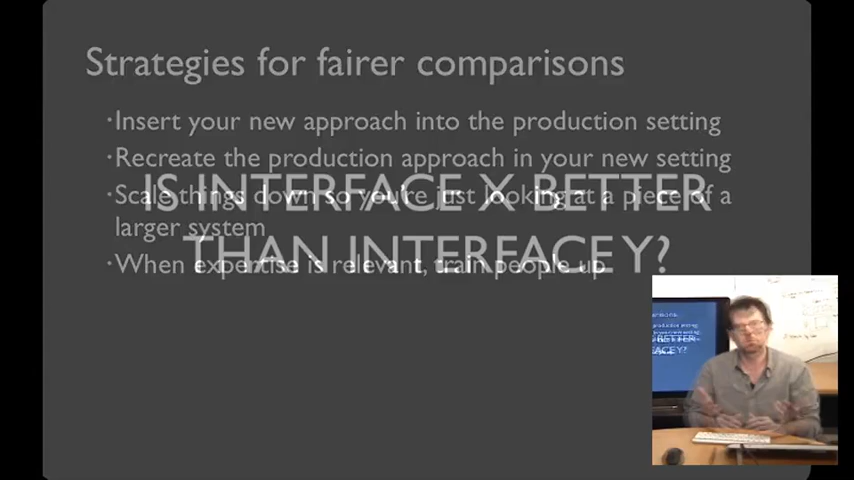 Strategies for fairer comparisons
·Insert your new approach into the production setting
·Recreate the production approach in your new setting
·Scale things down so you're just looking at a piece of a
larger system
·When expertise is relevant, train people up
IS INTERFACE X BETTER
THAN INTERFACE Y?